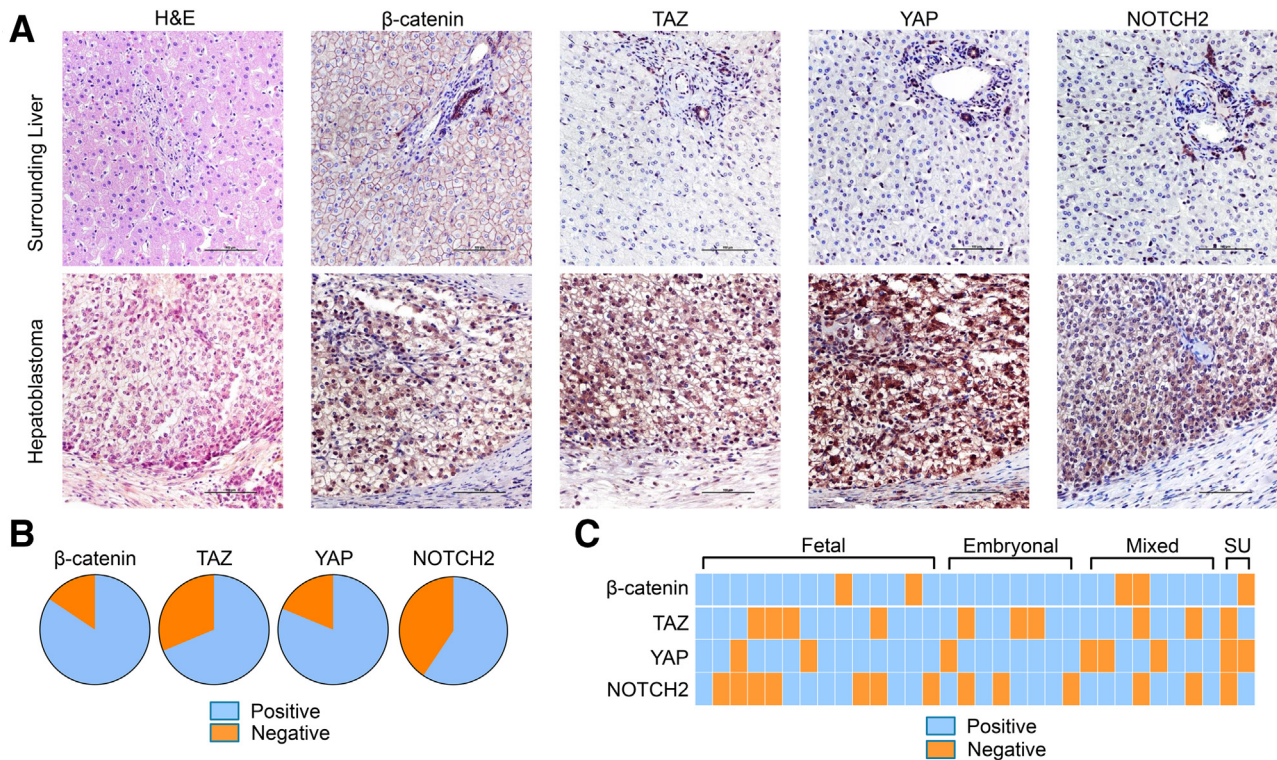 A
H&E
β-catenin
TAZ
YAP
NOTCH2
Surrounding Liver
Hepatoblastoma
B
β-catenin
TAZ
YAP
NOTCH2
Positive
Negative
C
Fetal
Embryonal
Mixed
SU
β-catenin
TAZ
YAP
NOTCH2
Positive
Negative